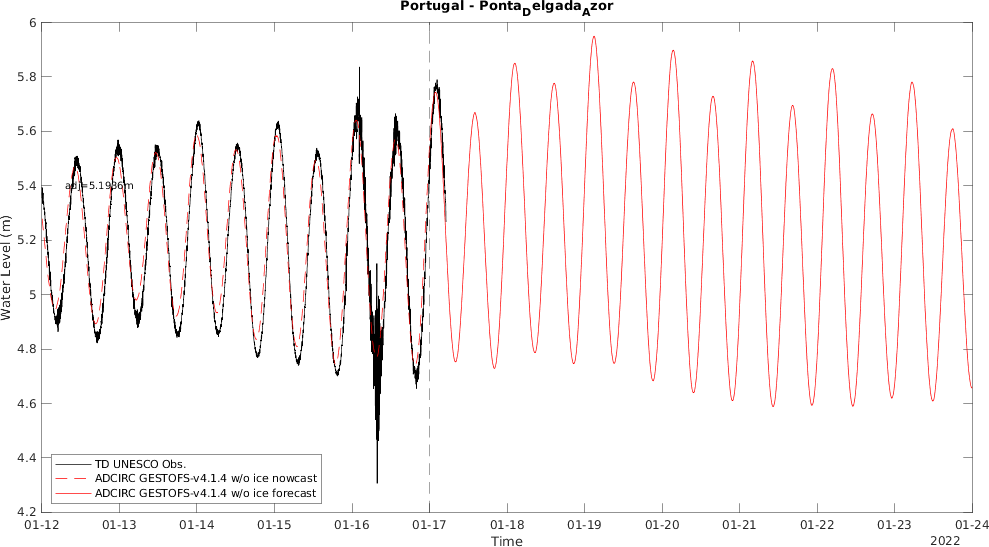 Portugal - PontaDelgadaAzor
6
5.8
5.6
5.4
5.2
5
4.8
4.6
4.4
4.2
Water Level (m)
adj=5.1936m
TD UNESCO Obs.
ADCIRC GESTOFS-v4.1.4 w/o ice nowcast
ADCIRC GESTOFS-v4.1.4 w/o ice forecast
01-12 01-13 01-14 01-15 01-16 01-17 01-18 01-19 01-20 01-21 01-22 01-23 01-24
Time
2022